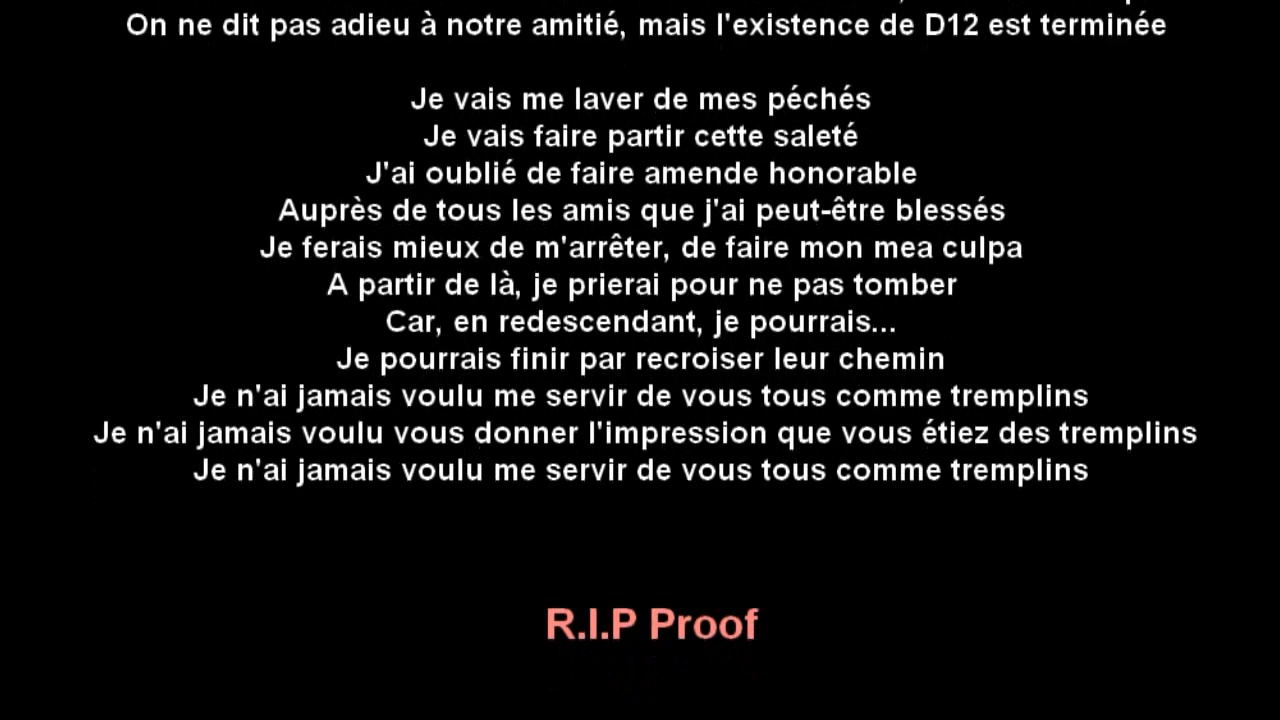 On ne dit pas adieu à notre amitié, mais l'existence de D12 est terminée
Je vais me laver de mes péchés
Je vais faire partir cette saleté
J'ai oublié de faire amende honorable
Auprès de tous les amis que j'ai peut-être blessés
Je ferais mieux de m'arrêter, de faire mon mea culpa
A partir de là, je prierai pour ne pas tomber
Car, en redescendant, je pourrais...
Je pourrais finir par recroiser leur chemin
Je n'ai jamais voulu me servir de vous tous comme tremplins
Je n'ai jamais voulu vous donner l'impression que vous étiez des tremplins
Je n'ai jamais voulu me servir de vous tous comme tremplins
R.I.P Proof